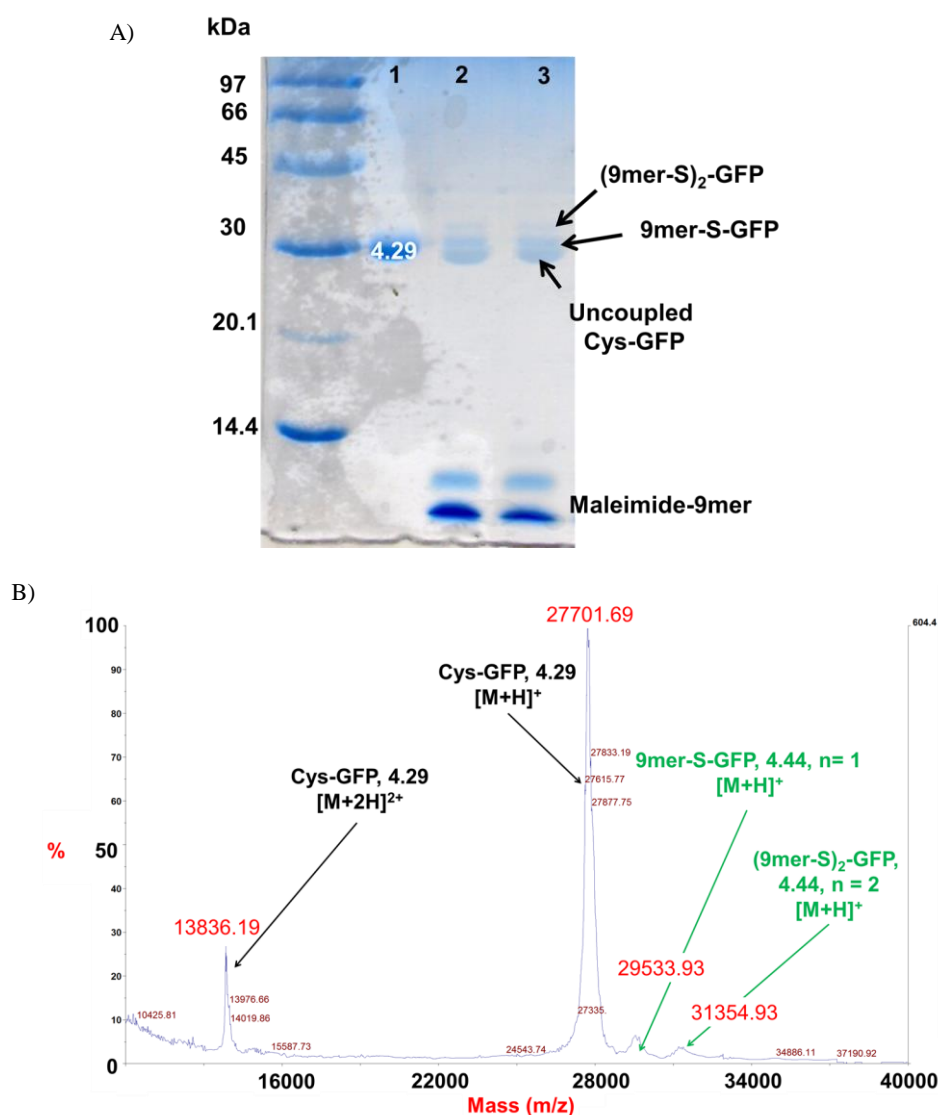 A)
kDa
97
66
45
30
20.1
14.4
1 2 3
4.29
(9mer-S)2-GFP
9mer-S-GFP
Uncoupled
Cys-GFP
Maleimide-9mer
B)
100
90
80
70
60
50
40
30
20
10
0
%
604.4
27701.69
Cys-GFP, 4.29
[M+H]+
27833.19
27615.77
27877.75
Cys-GFP, 4.29
[M+2H]2+
9mer-S-GFP, 4.44, n= 1
[M+H]+
(9mer-S)2-GFP,
4.44, n = 2
[M+H]+
13836.19
29533.93
31354.93
13976.66
14019.86
10425.81
15587.73
24543.74
27335.
34886.11
37190.92
16000 22000 28000 34000 40000
Mass (m/z)